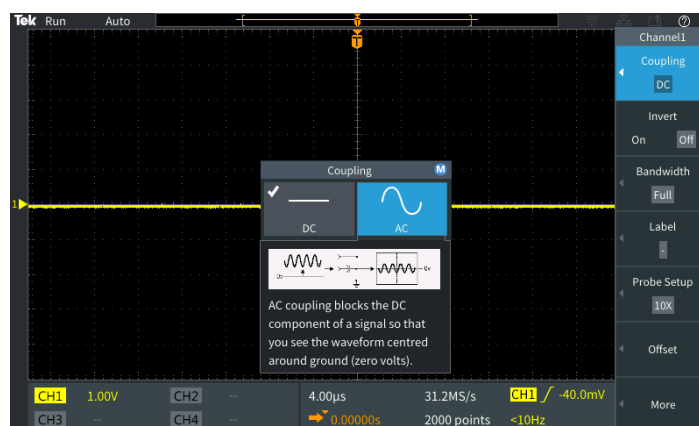 Tek Run Auto
T
T
Channel1
Coupling
DC
Invert
On Off
Bandwidth
Full
Label
-
Probe Setup
10X
Offset
More
1
Coupling M
DC AC
0v 0v
AC coupling blocks the DC
component of a signal so that
you see the waveform centred
around ground (zero volts).
CH1 1.00V CH2 -- 4.00µs 31.2MS/s CH1 -40.0mV
CH3 -- CH4 -- 0.00000s 2000 points <10Hz